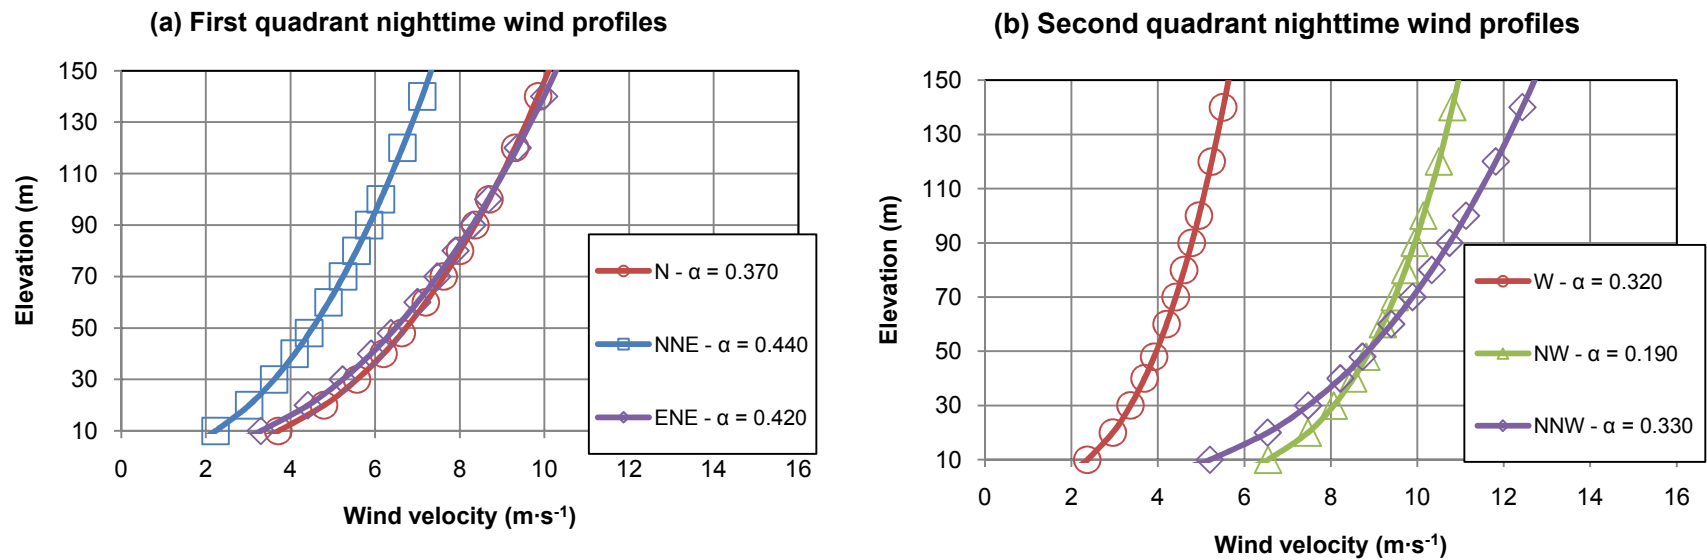 (a) First quadrant nighttime wind profiles
150
130
110
90
70
50
30
10
0 2 4 6 8 10 12 14 16
Elevation (m)
Wind velocity (m·s-1)
N - α = 0.370
NNE - α = 0.440
ENE - α = 0.420
(b) Second quadrant nighttime wind profiles
150
130
110
90
70
50
30
10
0 2 4 6 8 10 12 14 16
Elevation (m)
Wind velocity (m·s-1)
W - α = 0.320
NW - α = 0.190
NNW - α = 0.330